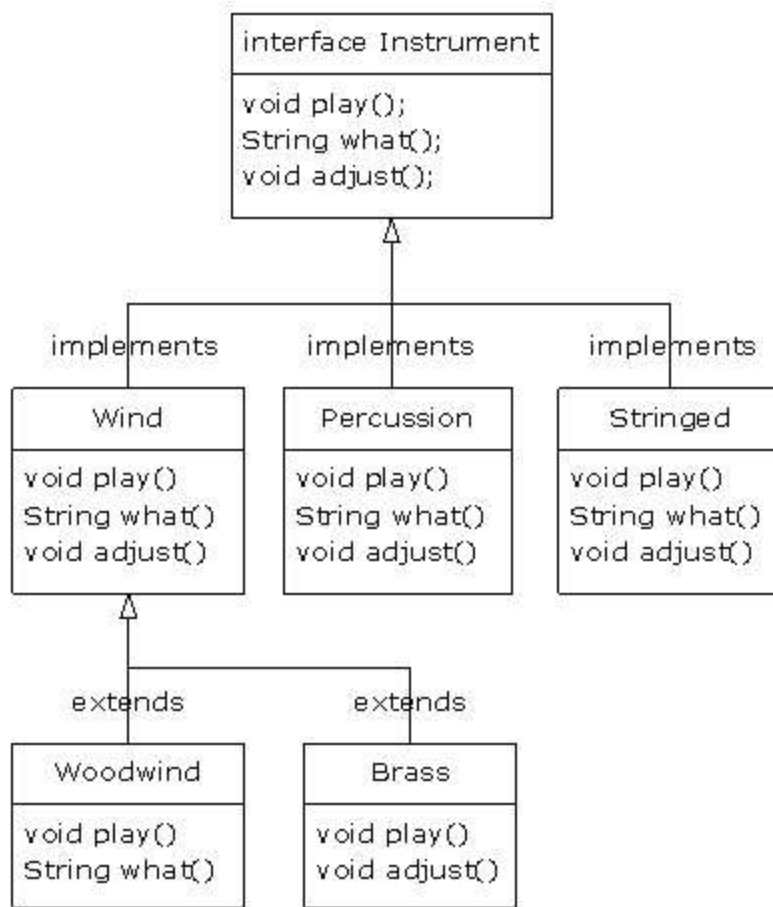 interface Instrument
void play();
String what();
void adjust();
implements
implements
implements
Wind
void play()
String what()
void adjust()
Percussion
void play()
String what()
void adjust()
Stringed
void play()
String what()
void adjust()
extends
extends
Woodwind
void play()
String what()
Brass
void play()
void adjust()